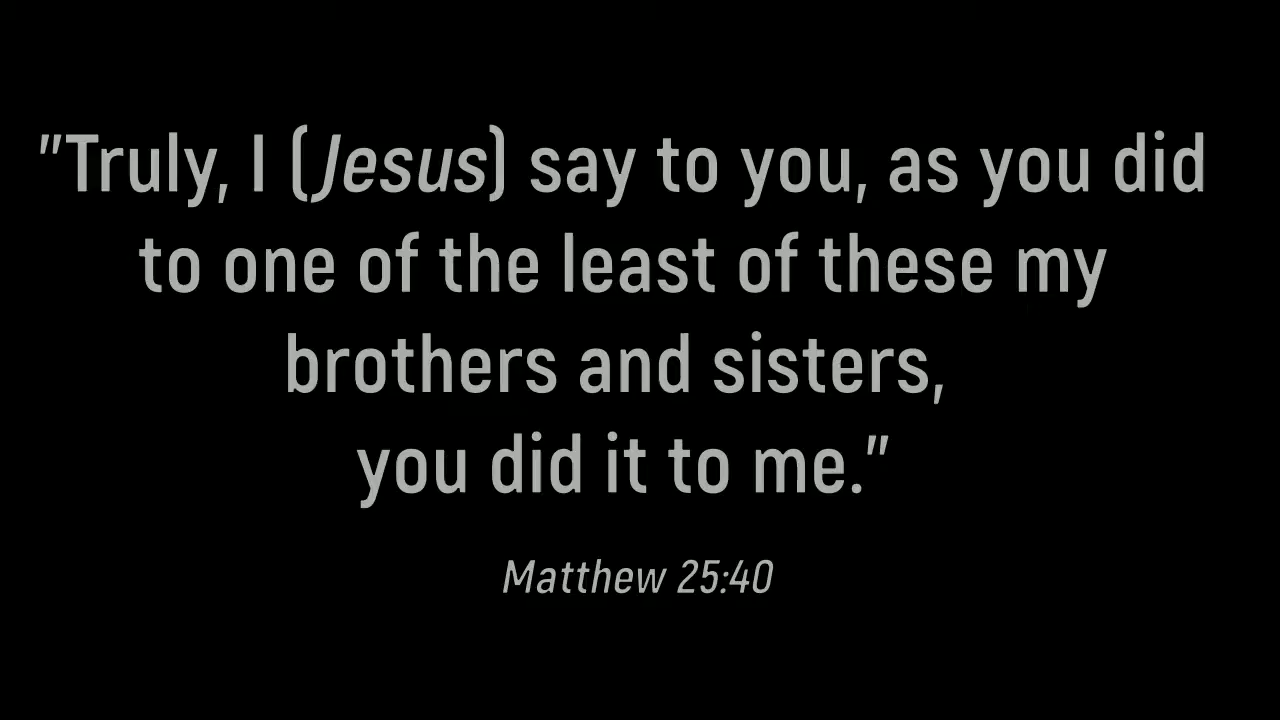 "Truly, I (Jesus) say to you, as you did
to one of the least of these my
brothers and sisters,
you did it to me."
Matthew 25:40